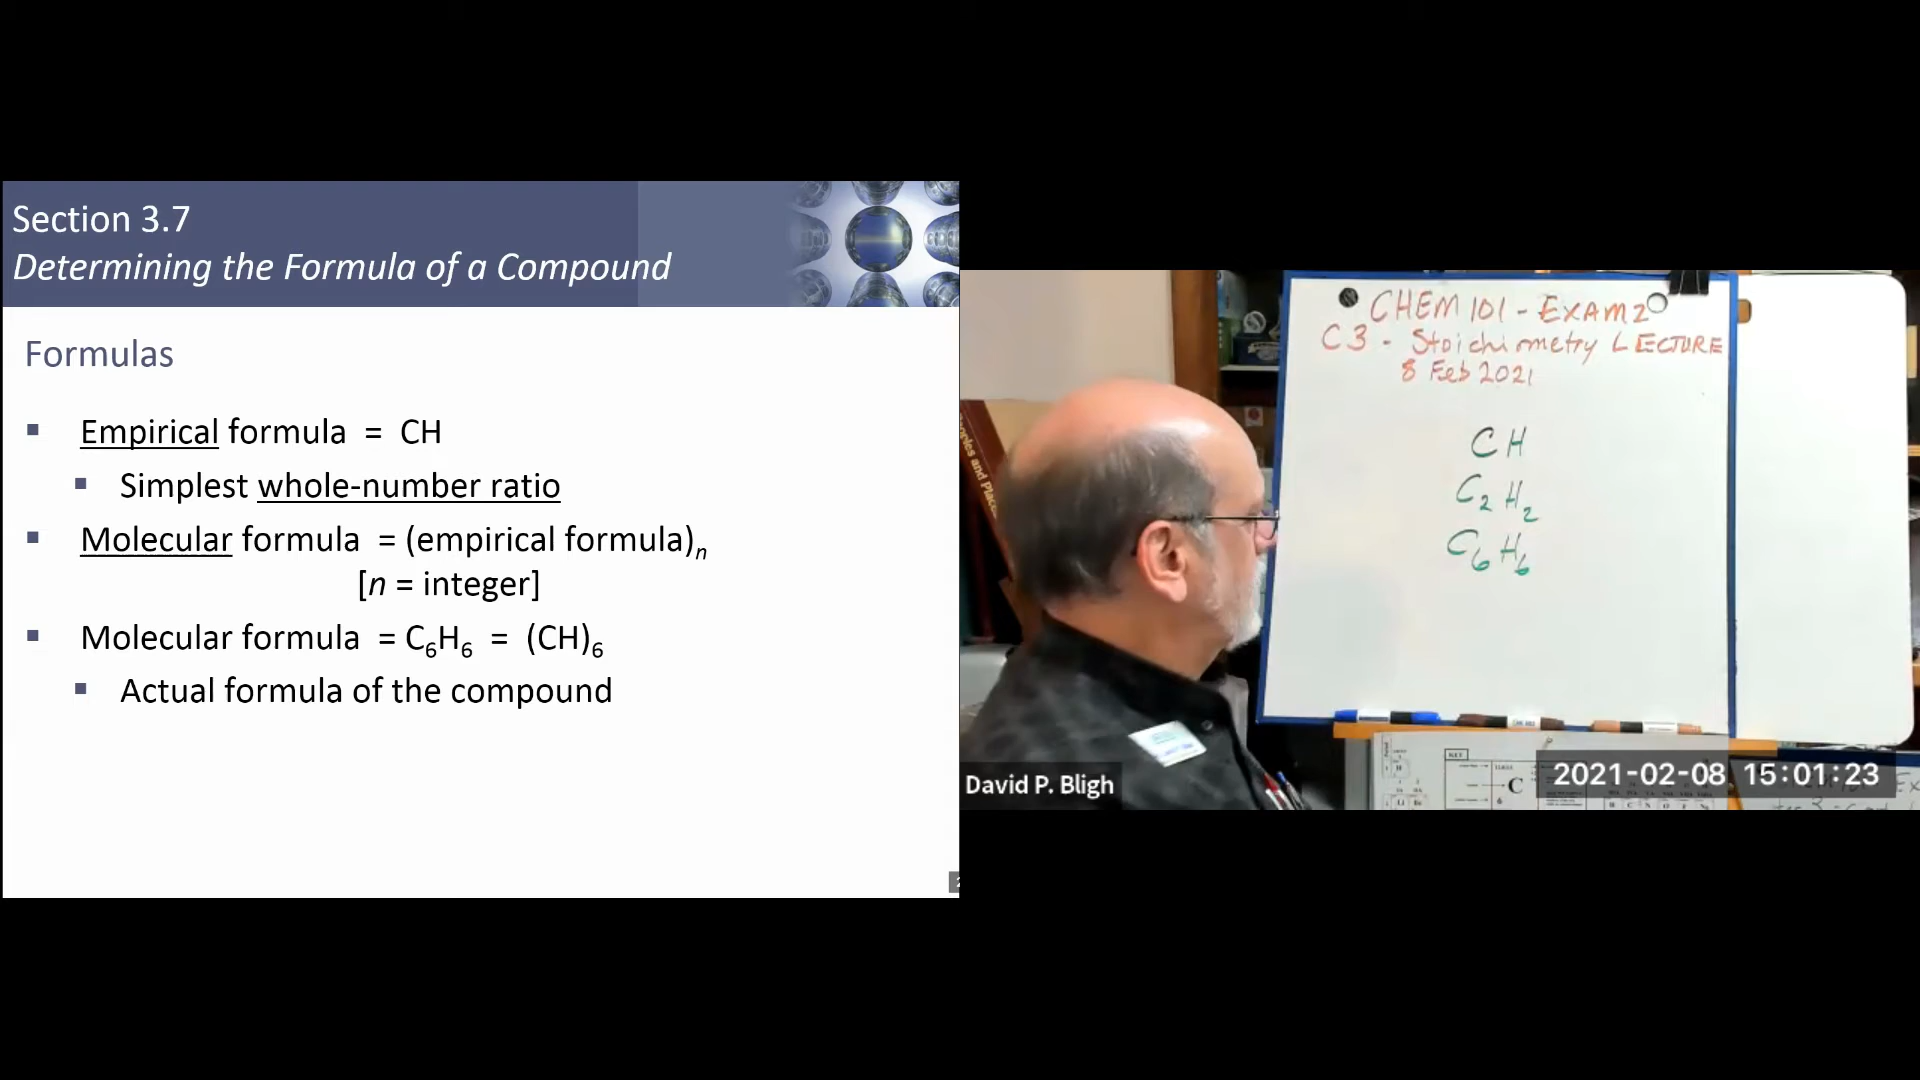 Section 3.7
Determining the Formula of a Compound
Formulas
▪ Empirical formula = CH
▪ Simplest whole-number ratio
▪ Molecular formula = (empirical formula)n
[n = integer]
▪ Molecular formula = C6H6 = (CH)6
▪ Actual formula of the compound
CHEM 101 - EXAM 2
C3 - Stoichiometry LECTURE
8 Feb 2021
CH
C2H2
C6H6
David P. Bligh
2021-02-08 15:01:23
KEY
C
6